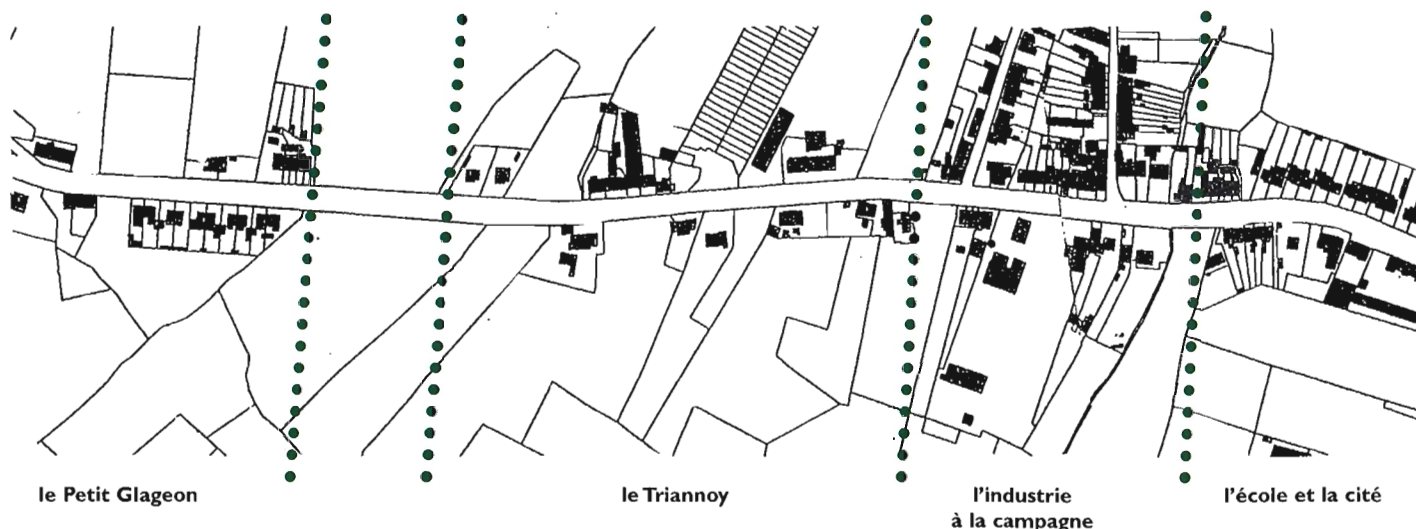 le Petit Glageon
le Triannoy
l'industrie
à la campagne
l'école et la cité